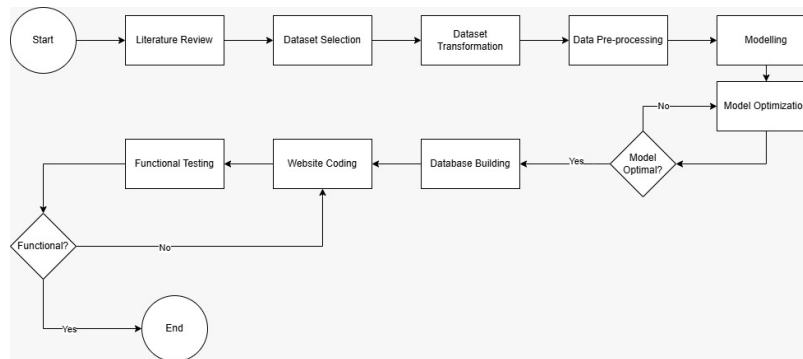 Start
Literature Review
Dataset Selection
Dataset
Transformation
Data Pre-processing
Modelling
Model Optimization
No
Model
Optimal?
Yes
Database Building
Website Coding
Functional Testing
Functional?
No
Yes
End